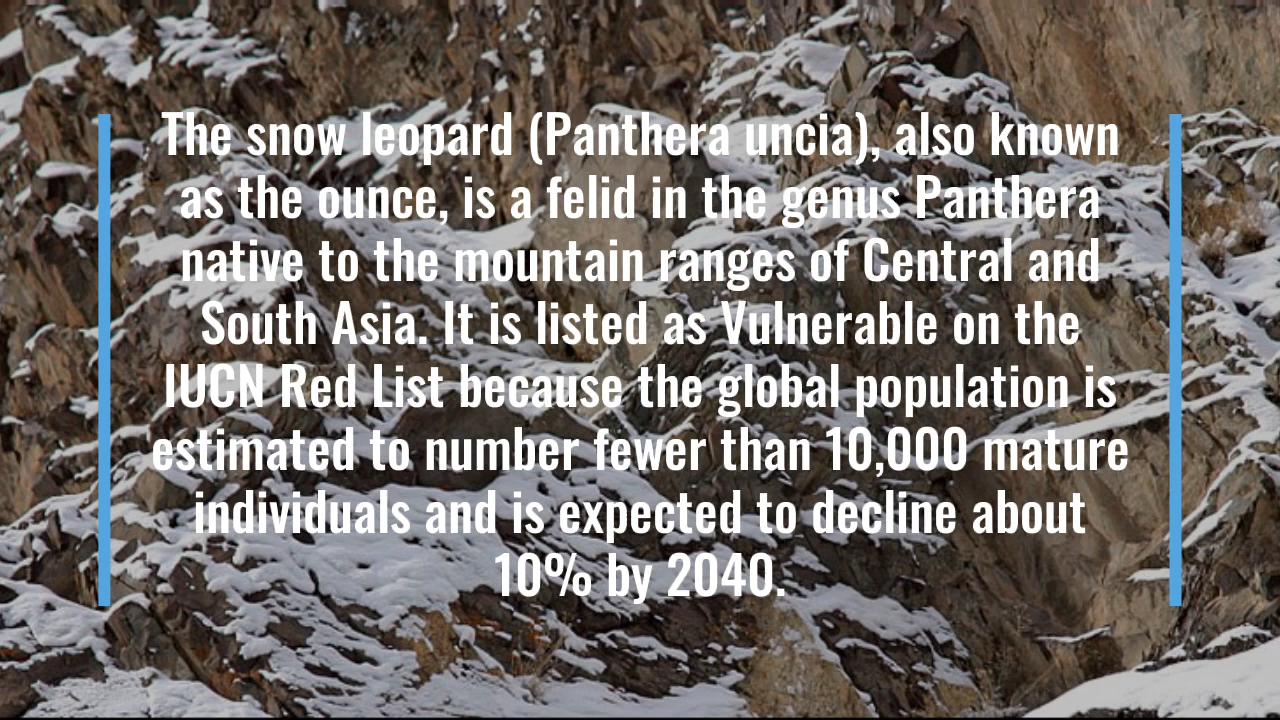 The snow leopard (Panthera uncia), also known
as the ounce, is a felid in the genus Panthera
native to the mountain ranges of Central and
South Asia. It is listed as Vulnerable on the
IUCN Red List because the global population is
estimated to number fewer than 10,000 mature
individuals and is expected to decline about
10% by 2040.